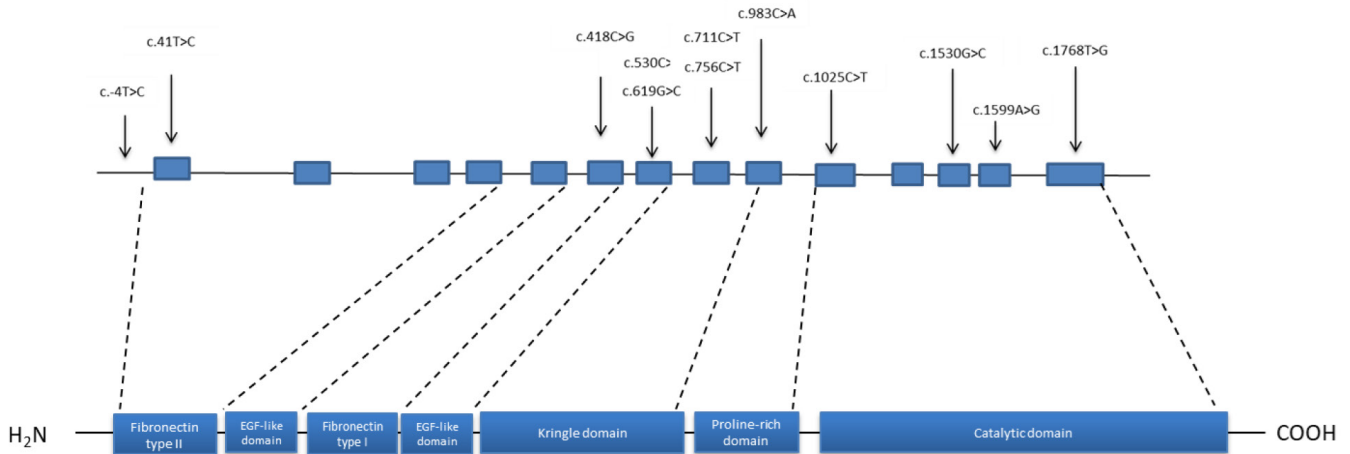 c.-4T>C
c.41T>C
c.418C>G
c.530C>
c.619G>C
c.711C>T
c.756C>T
c.983C>A
c.1025C>T
c.1530G>C
c.1599A>G
c.1768T>G
H₂N
Fibronectin
type II
EGF-like
domain
Fibronectin
type I
EGF-like
domain
Kringle domain
Proline-rich
domain
Catalytic domain
COOH